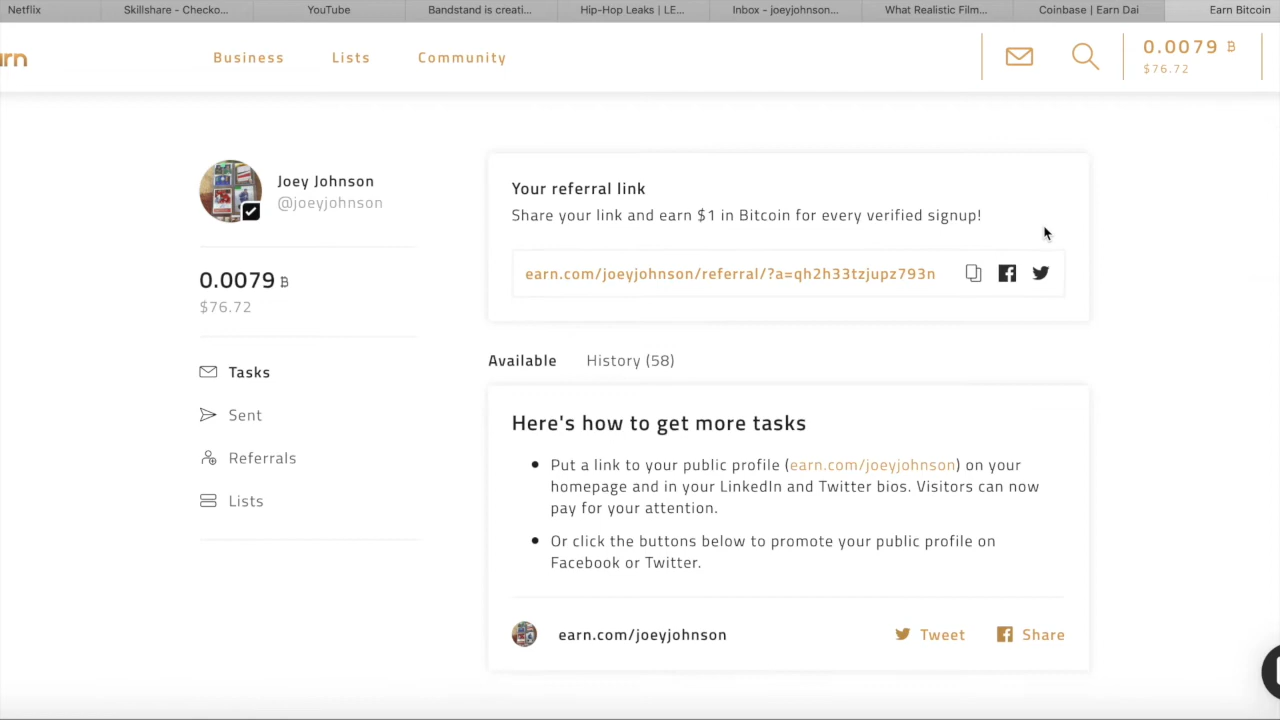 Netflix
Skillshare - Checko...
YouTube
Bandstand is creati...
Hip-Hop Leaks | LE...
Inbox - joeyjohnson...
What Realistic Film...
Coinbase | Earn Dai
Earn Bitcoin
arn
Business
Lists
Community
0.0079 ₿
$76.72
Joey Johnson
@joeyjohnson
0.0079 ₿
$76.72
Tasks
Sent
Referrals
Lists
Your referral link
Share your link and earn $1 in Bitcoin for every verified signup!
earn.com/joeyjohnson/referral/?a=qh2h33tzjupz793n
Available
History (58)
Here's how to get more tasks
• Put a link to your public profile (earn.com/joeyjohnson) on your
homepage and in your LinkedIn and Twitter bios. Visitors can now
pay for your attention.
• Or click the buttons below to promote your public profile on
Facebook or Twitter.
earn.com/joeyjohnson
Tweet
Share